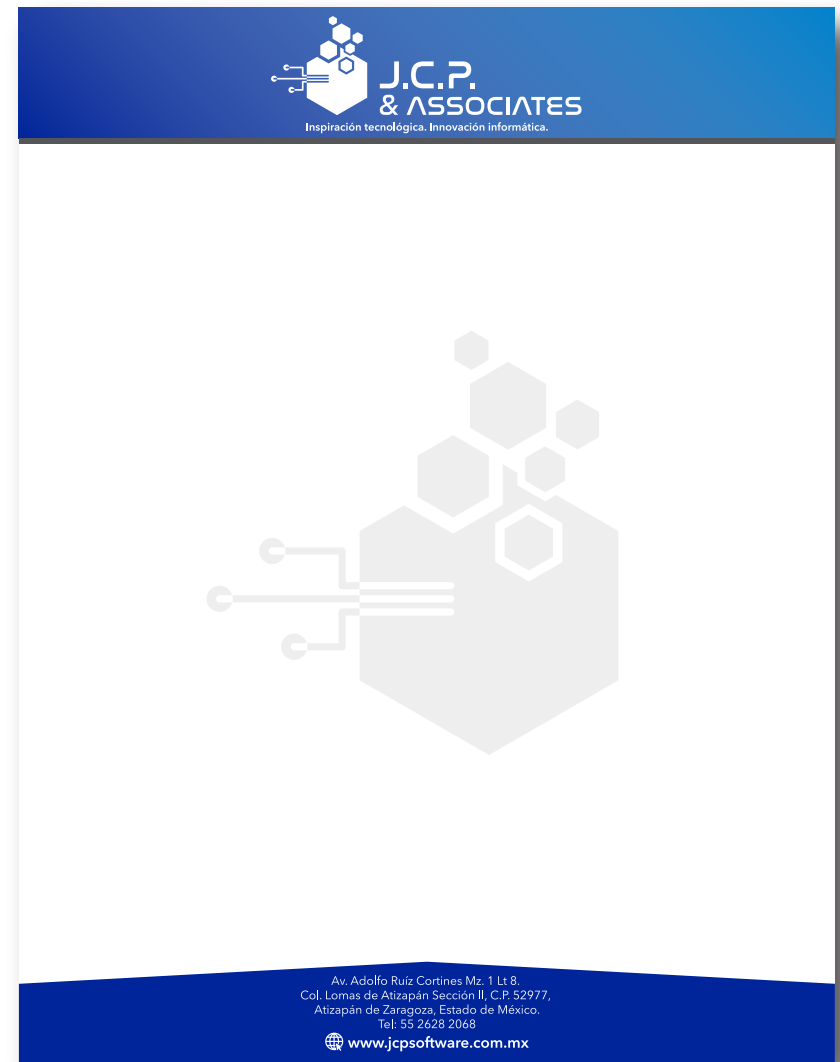 J.C.P.
& ASSOCIATES
Inspiración tecnológica. Innovación informática.
Av. Adolfo Ruíz Cortines Mz. 1 Lt 8.
Col. Lomas de Atizapán Sección II, C.P. 52977,
Atizapán de Zaragoza, Estado de México.
Tel: 55 2628 2068
www.jcpsoftware.com.mx